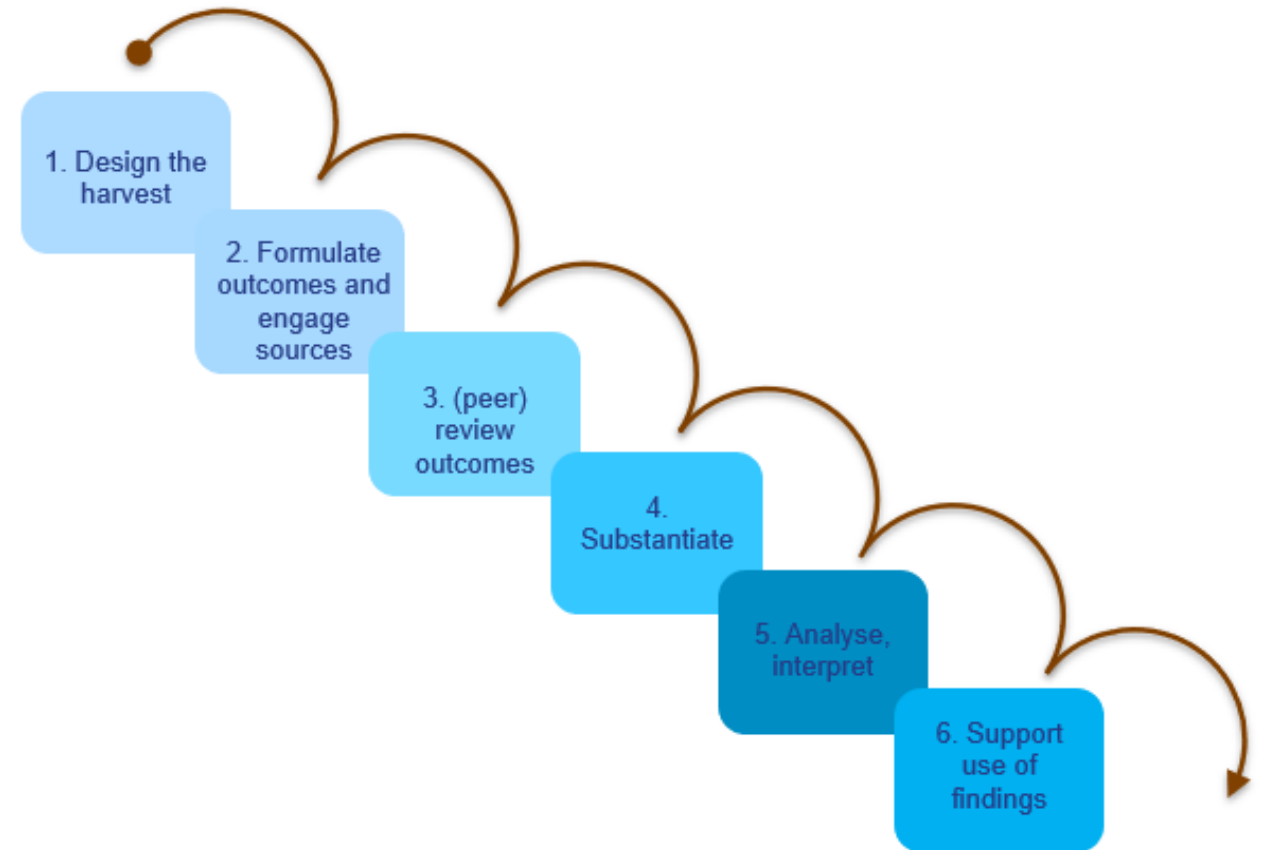 1. Design the
harvest
2. Formulate
outcomes and
engage
sources
3. (peer)
review
outcomes
4.
Substantiate
5. Analyse,
interpret
6. Support
use of
findings